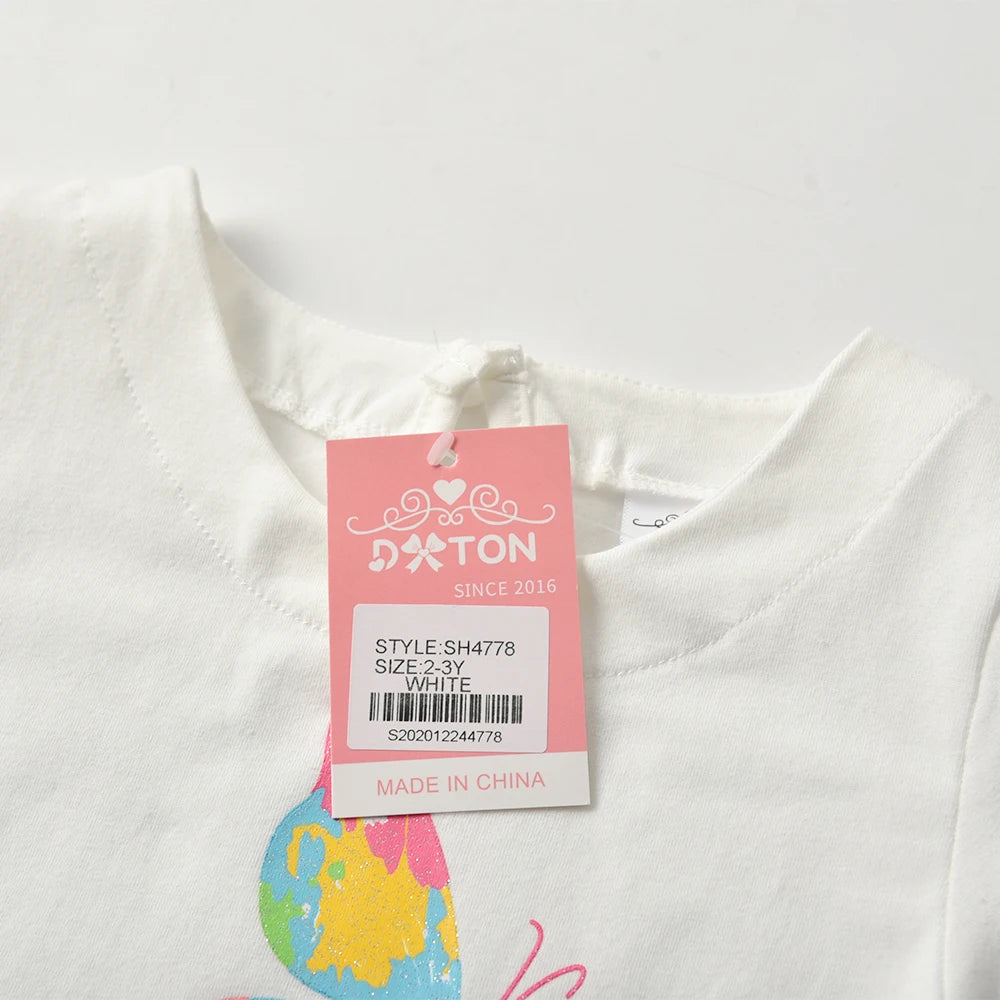 DXTON
SINCE 2016
STYLE:SH4778
SIZE:2-3Y
WHITE
S202012244778
MADE IN CHINA